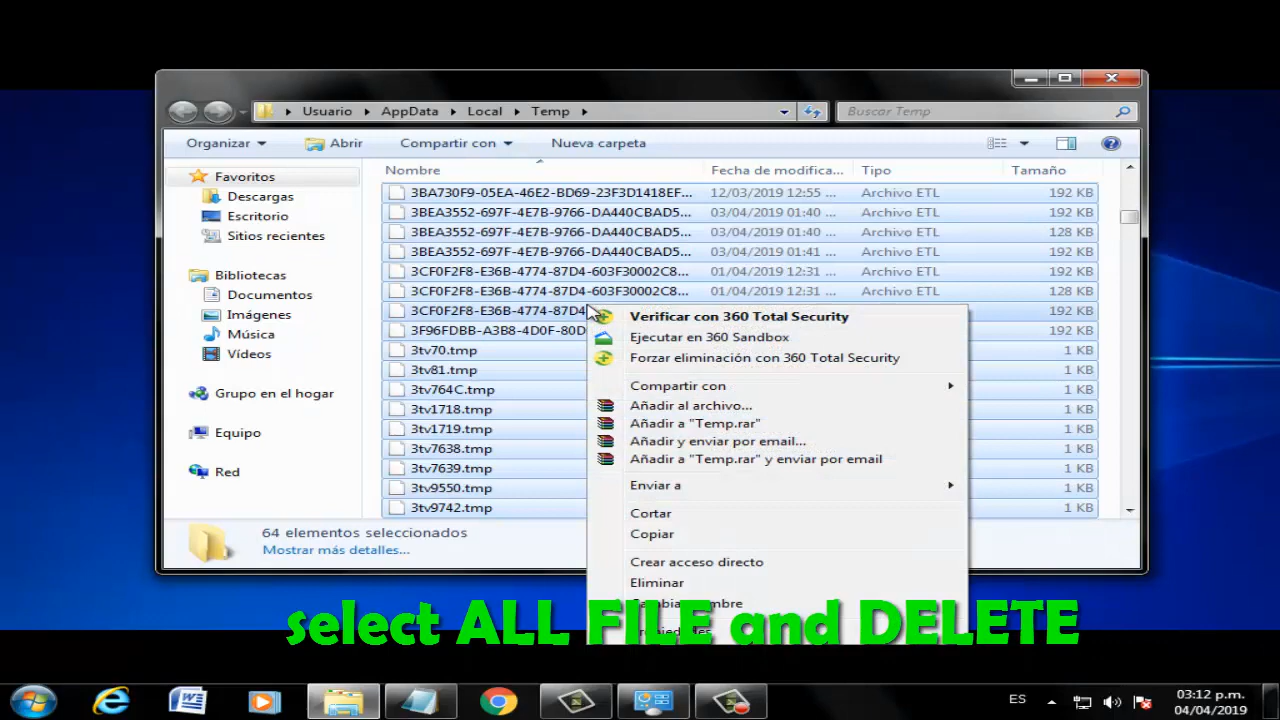 Usuario AppData Local Temp
Buscar Temp
Organizar Abrir Compartir con Nueva carpeta
Favoritos
Descargas
Escritorio
Sitios recientes
Bibliotecas
Documentos
Imágenes
Música
Vídeos
Grupo en el hogar
Equipo
Red
Nombre Fecha de modifica... Tipo Tamaño
3BA730F9-05EA-46E2-BD69-23F3D1418EF... 12/03/2019 12:55 ... Archivo ETL 192 KB
3BEA3552-697F-4E7B-9766-DA440CBAD5... 03/04/2019 01:40 ... Archivo ETL 192 KB
3BEA3552-697F-4E7B-9766-DA440CBAD5... 03/04/2019 01:40 ... Archivo ETL 128 KB
3BEA3552-697F-4E7B-9766-DA440CBAD5... 03/04/2019 01:41 ... Archivo ETL 192 KB
3CF0F2F8-E36B-4774-87D4-603F30002C8... 01/04/2019 12:31 ... Archivo ETL 192 KB
3CF0F2F8-E36B-4774-87D4-603F30002C8... 01/04/2019 12:31 ... Archivo ETL 128 KB
3CF0F2F8-E36B-4774-87D4 192 KB
3F96FDBB-A3B8-4D0F-80D 192 KB
3tv70.tmp 1 KB
3tv81.tmp 1 KB
3tv764C.tmp 1 KB
3tv1718.tmp 1 KB
3tv1719.tmp 1 KB
3tv7638.tmp 1 KB
3tv7639.tmp 1 KB
3tv9550.tmp 1 KB
3tv9742.tmp 1 KB
Verificar con 360 Total Security
Ejecutar en 360 Sandbox
Forzar eliminación con 360 Total Security
Compartir con
Añadir al archivo...
Añadir a "Temp.rar"
Añadir y enviar por email...
Añadir a "Temp.rar" y enviar por email
Enviar a
Cortar
Copiar
Crear acceso directo
Eliminar
64 elementos seleccionados
Mostrar más detalles...
select ALL FILE and DELETE
ES
03:12 p.m.
04/04/2019